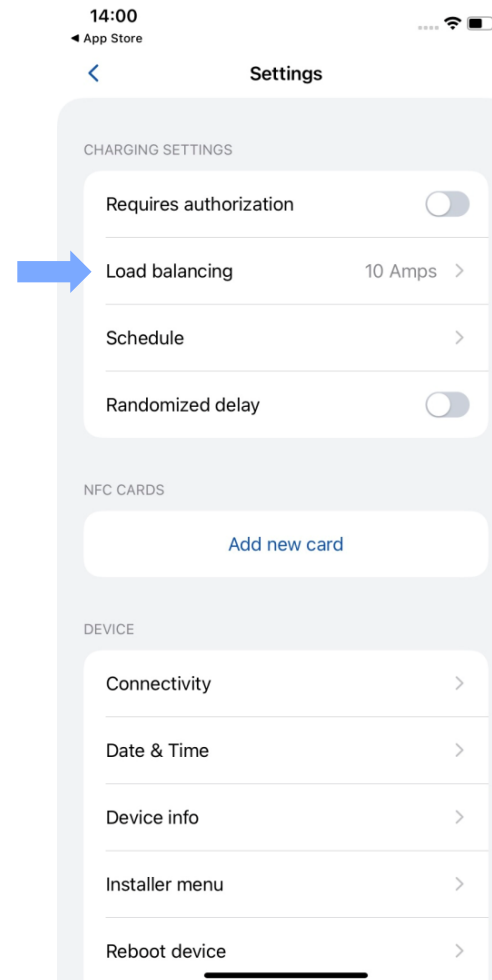 14:00
◀ App Store
Settings
CHARGING SETTINGS
Requires authorization
Load balancing 10 Amps
Schedule
Randomized delay
NFC CARDS
Add new card
DEVICE
Connectivity
Date & Time
Device info
Installer menu
Reboot device